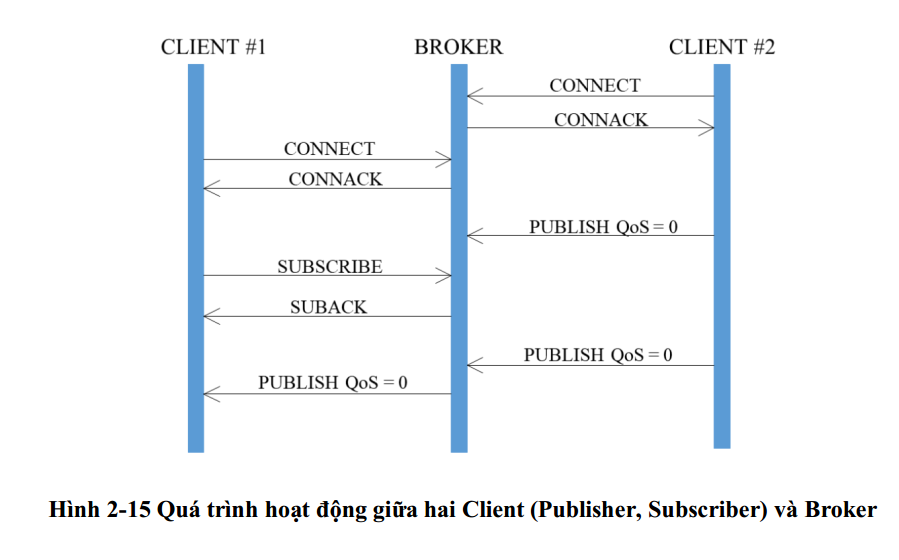 CLIENT #1 BROKER CLIENT #2
CONNECT
CONNACK
CONNECT
CONNACK
PUBLISH QoS = 0
SUBSCRIBE
SUBACK
PUBLISH QoS = 0
PUBLISH QoS = 0
Hình 2-15 Quá trình hoạt động giữa hai Client (Publisher, Subscriber) và Broker